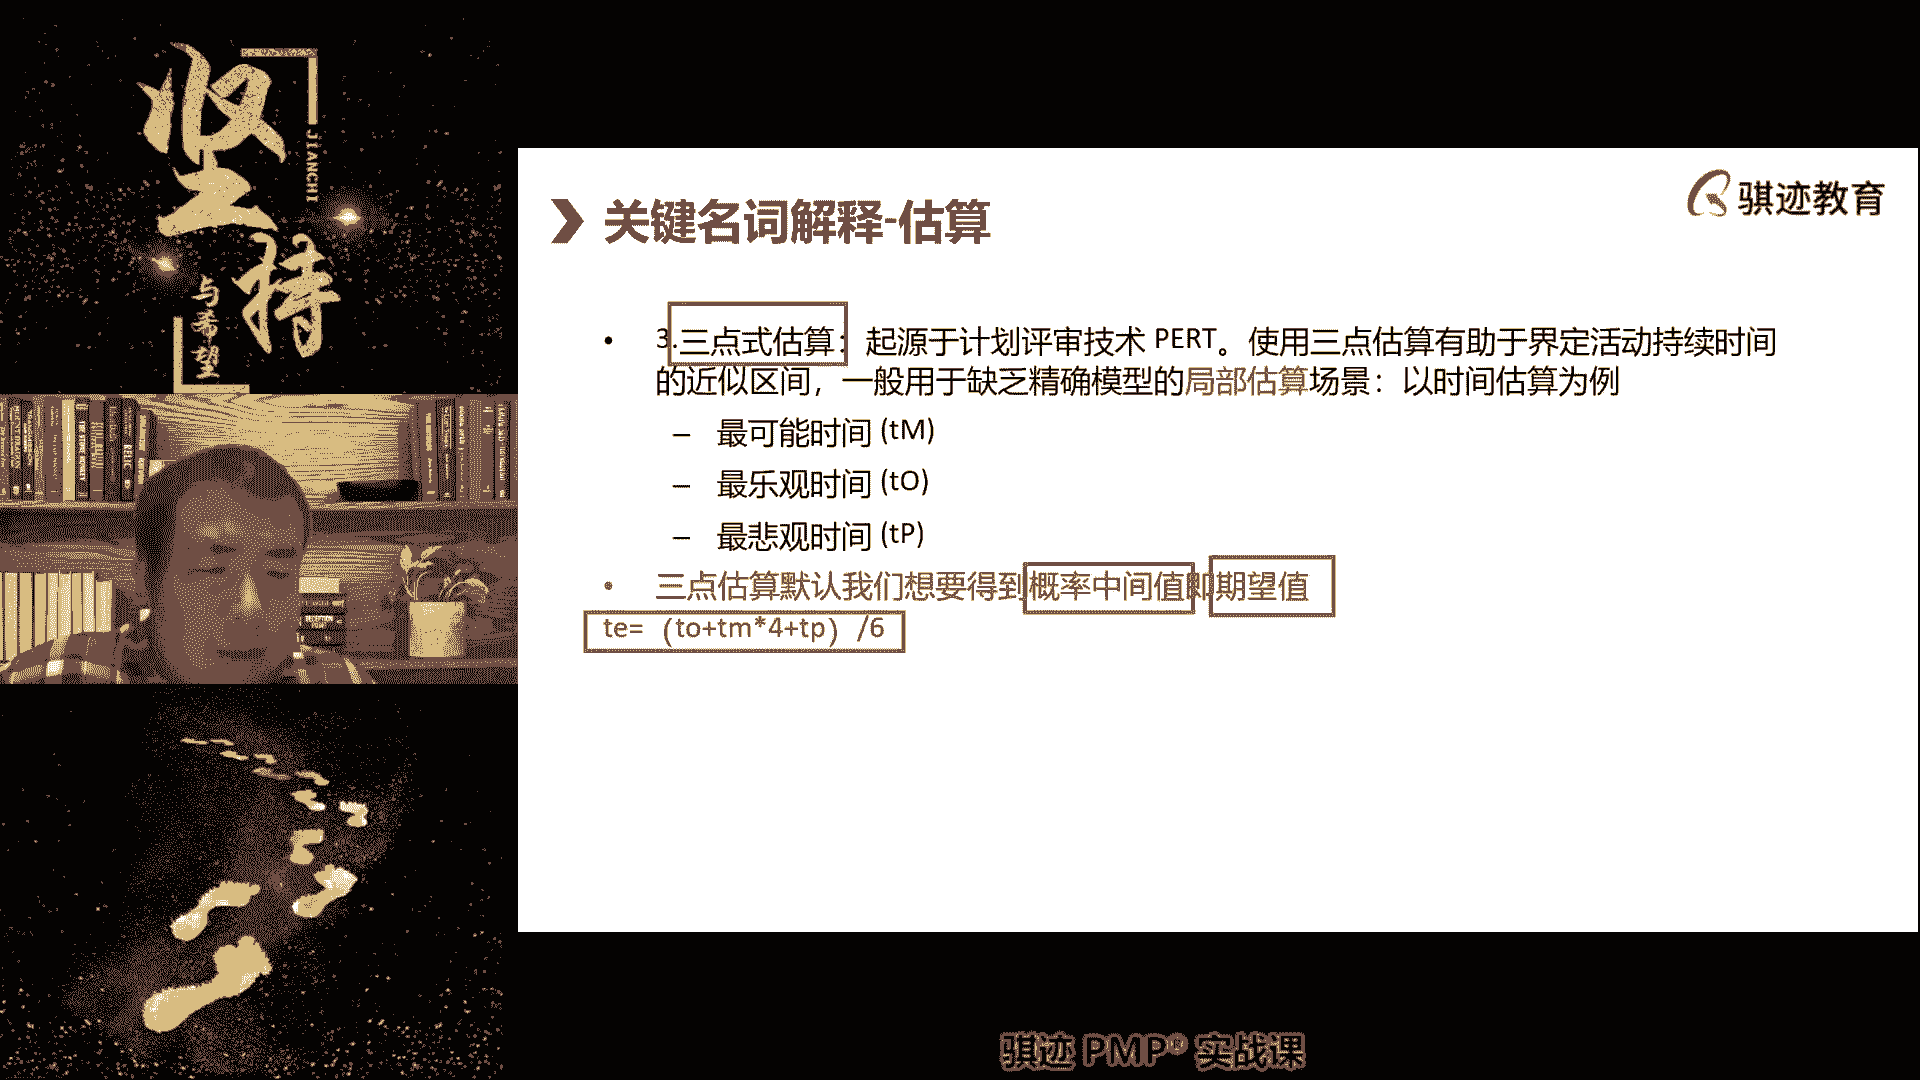 坚持
JIANCHI
与希望
骐迹教育
关键名词解释-估算
• 3.三点式估算：起源于计划评审技术 PERT。使用三点估算有助于界定活动持续时间
的近似区间，一般用于缺乏精确模型的局部估算场景：以时间估算为例
– 最可能时间 (tM)
– 最乐观时间 (tO)
– 最悲观时间 (tP)
• 三点估算默认我们想要得到概率中间值即期望值
te=（to+tm*4+tp）/6
骐迹 PMP® 实战课